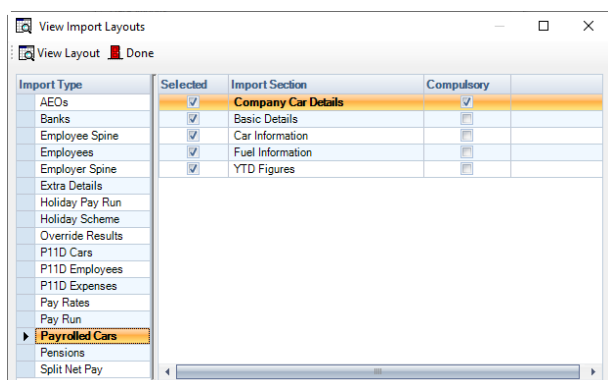 View Import Layouts
View Layout Done
Import Type Selected Import Section Compulsory
AEOs Company Car Details
Banks Basic Details
Employee Spine Car Information
Employees Fuel Information
Employer Spine YTD Figures
Extra Details
Holiday Pay Run
Holiday Scheme
Override Results
P11D Cars
P11D Employees
P11D Expenses
Pay Rates
Pay Run
Payrolled Cars
Pensions
Split Net Pay